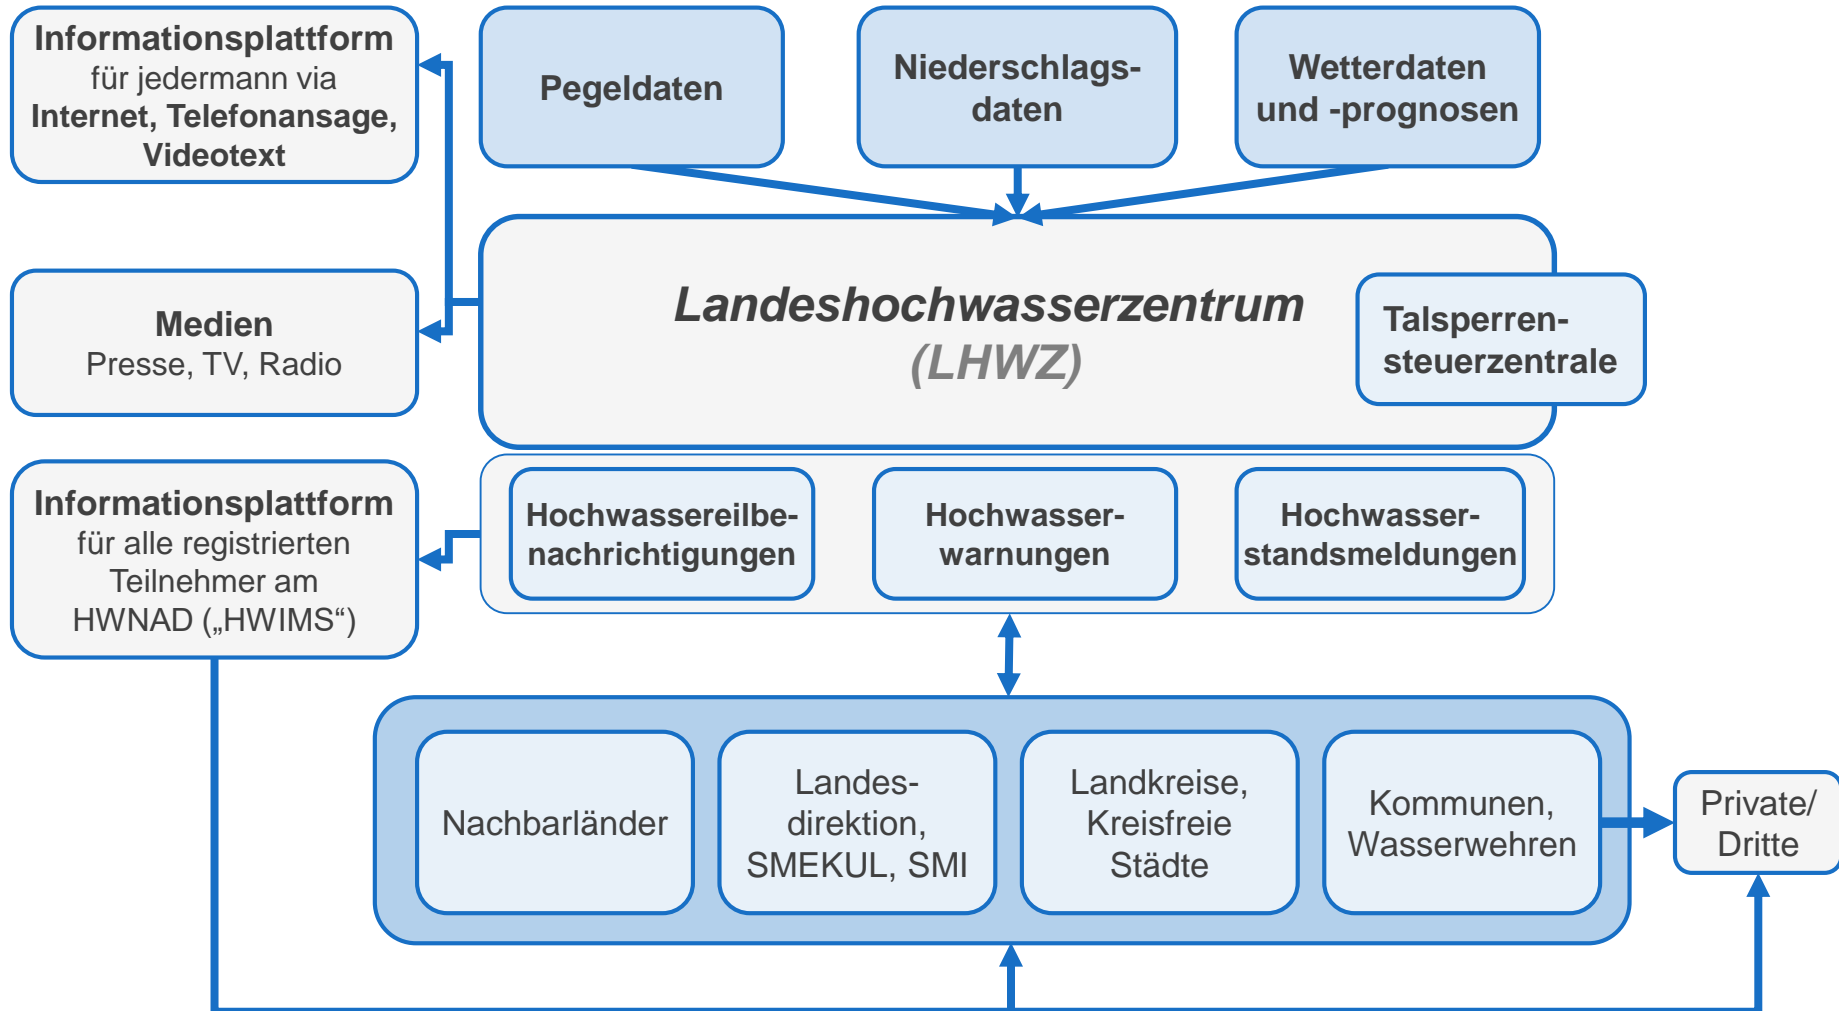 Informationsplattform
für jedermann via
Internet, Telefonansage,
Videotext
Pegeldaten
Niederschlags-
daten
Wetterdaten
und -prognosen
Medien
Presse, TV, Radio
Landeshochwasserzentrum
(LHWZ)
Talsperren-
steuerzentrale
Informationsplattform
für alle registrierten
Teilnehmer am
HWNAD („HWIMS“)
Hochwassereilbe-
nachrichtigungen
Hochwasser-
warnungen
Hochwasser-
standsmeldungen
Nachbarländer
Landes-
direktion,
SMEKUL, SMI
Landkreise,
Kreisfreie
Städte
Kommunen,
Wasserwehren
Private/
Dritte